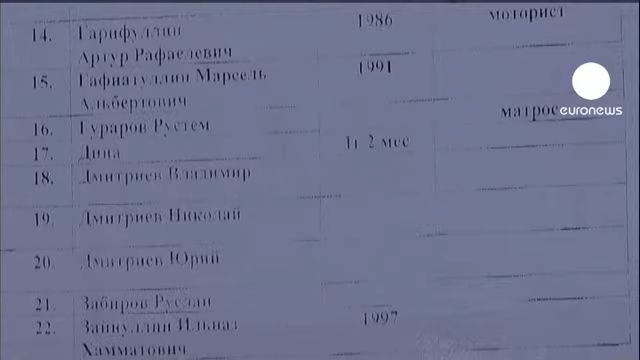 14. Гарифуллин 1986 моторист
Артур Рафаелевич
15. Гафиатуллин Марсель 1991
Альбертович матрос
euronews
16. Гураров Рустем
17. Дина 1г 2 мес
18. Дмитриев Владимир
19. Дмитриев Николай
20. Дмитриев Юрий
21. Забиров Руслан
22. Зайнуллин Ильназ 1997
Хамматович